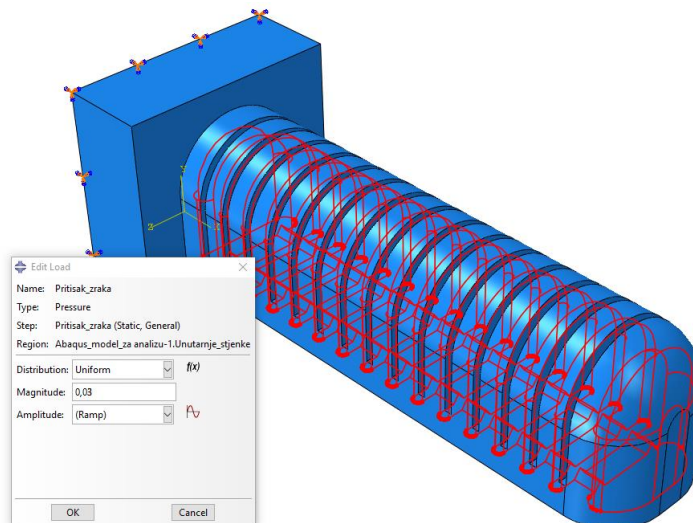 Edit Load
Name: Pritisak_zraka
Type: Pressure
Step: Pritisak_zraka (Static, General)
Region: Abaqus_model_za analizu-1.Unutarnje_stjenke
Distribution: Uniform f(x)
Magnitude: 0,03
Amplitude: (Ramp)
OK Cancel